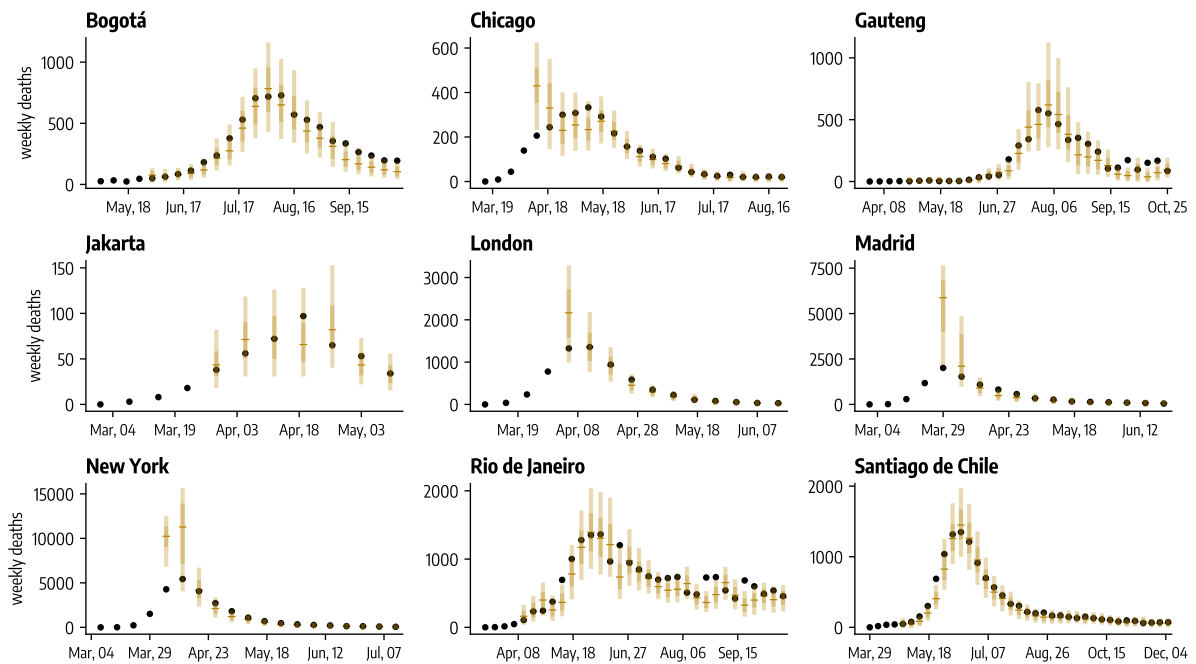 Bogotá
Chicago
Gauteng
weekly deaths
1000
500
0
May, 18 Jun, 17 Jul, 17 Aug, 16 Sep, 15
600
400
200
0
Mar, 19 Apr, 18 May, 18 Jun, 17 Jul, 17 Aug, 16
1000
500
0
Apr, 08 May, 18 Jun, 27 Aug, 06 Sep, 15 Oct, 25
Jakarta
London
Madrid
weekly deaths
150
100
50
0
Mar, 04 Mar, 19 Apr, 03 Apr, 18 May, 03
3000
2000
1000
0
Mar, 19 Apr, 08 Apr, 28 May, 18 Jun, 07
7500
5000
2500
0
Mar, 04 Mar, 29 Apr, 23 May, 18 Jun, 12
New York
Rio de Janeiro
Santiago de Chile
weekly deaths
15000
10000
5000
0
Mar, 04 Mar, 29 Apr, 23 May, 18 Jun, 12 Jul, 07
2000
1000
0
Apr, 08 May, 18 Jun, 27 Aug, 06 Sep, 15
2000
1000
0
Mar, 29 May, 18 Jul, 07 Aug, 26 Oct, 15 Dec, 04